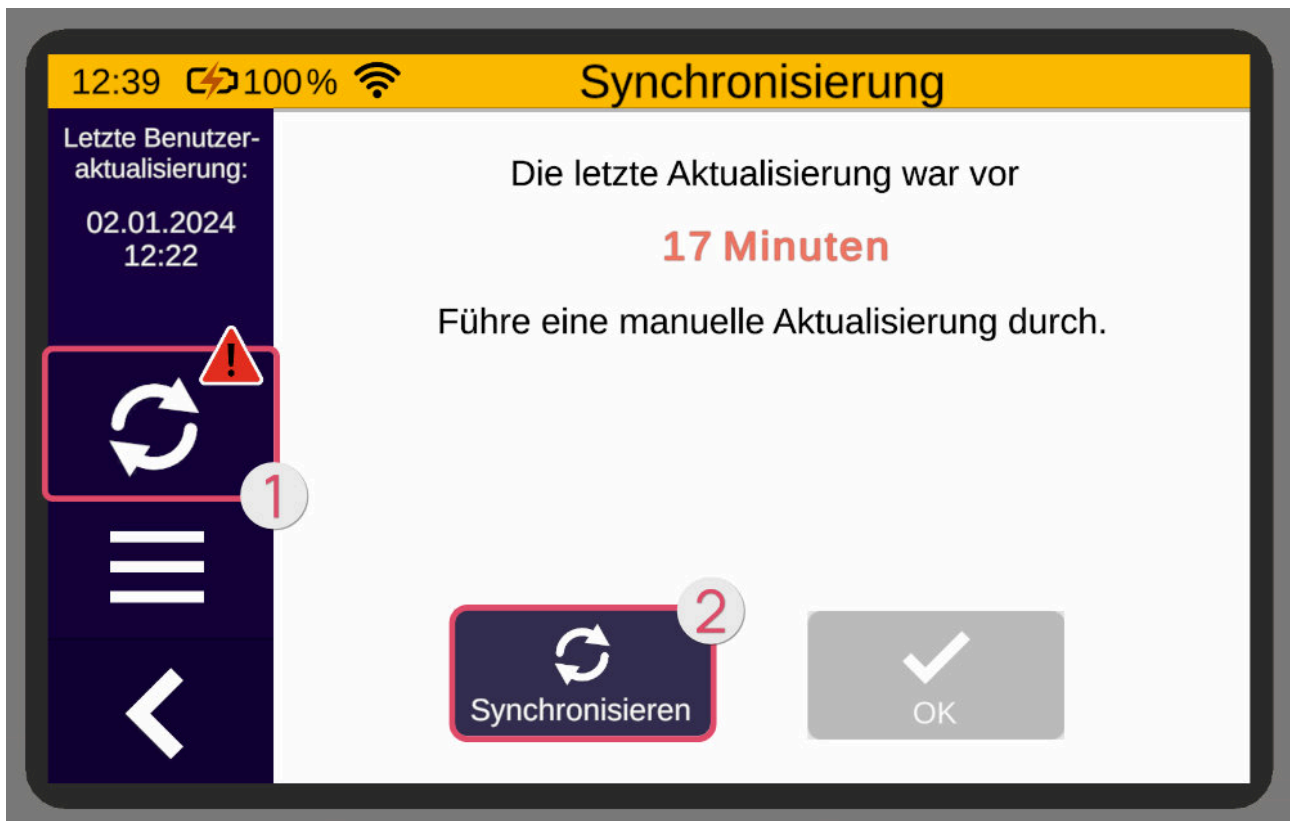 12:39 100% Synchronisierung
Letzte Benutzer-
aktualisierung:
02.01.2024
12:22
Die letzte Aktualisierung war vor
17 Minuten
Führe eine manuelle Aktualisierung durch.
!
1
2
Synchronisieren
OK